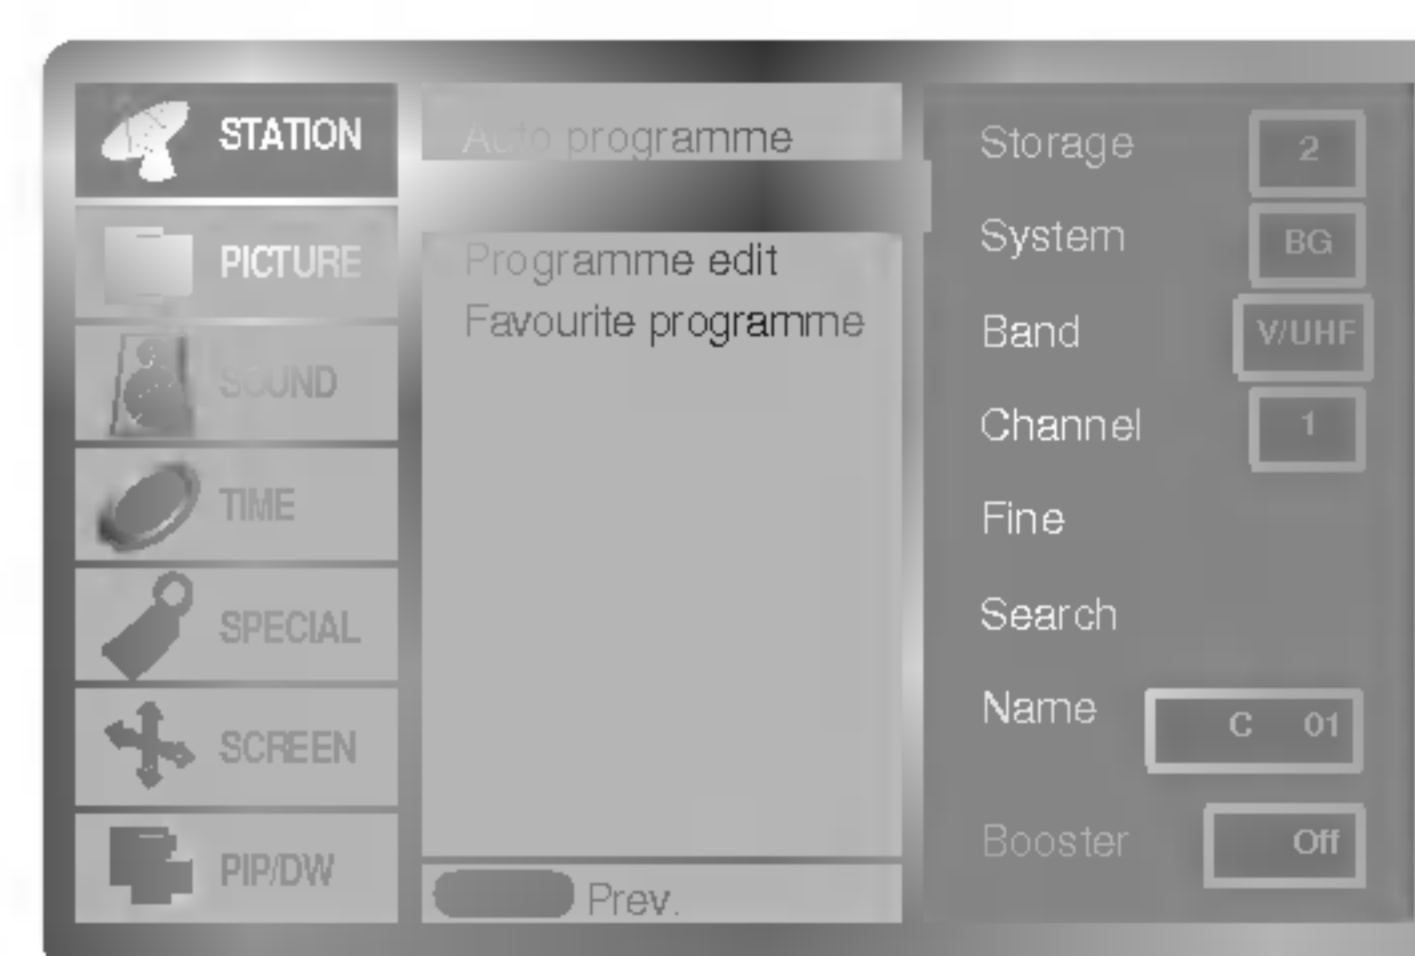 STATION
PICTURE
SOUND
TIME
SPECIAL
SCREEN
PIP/DW
Auto programme
Programme edit
Favourite programme
Prev.
Storage 2
System BG
Band V/UHF
Channel 1
Fine
Search
Name C 01
Booster Off